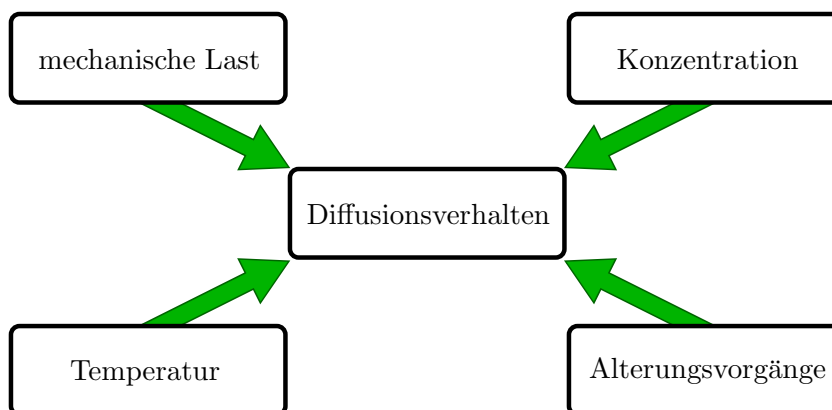 mechanische Last
Konzentration
Diffusionsverhalten
Temperatur
Alterungsvorgänge